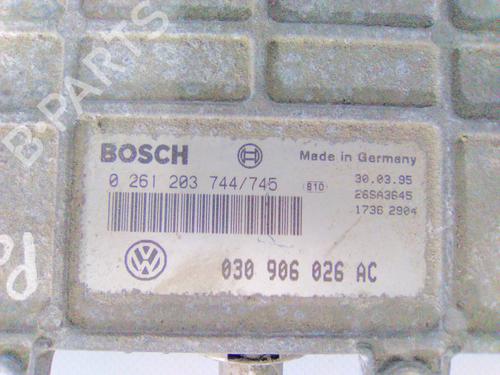 B-PARTS
BOSCH Made in Germany
0 261 203 744/745 B10 30.03.95
26SA3645
1736 2904
030 906 026 AC